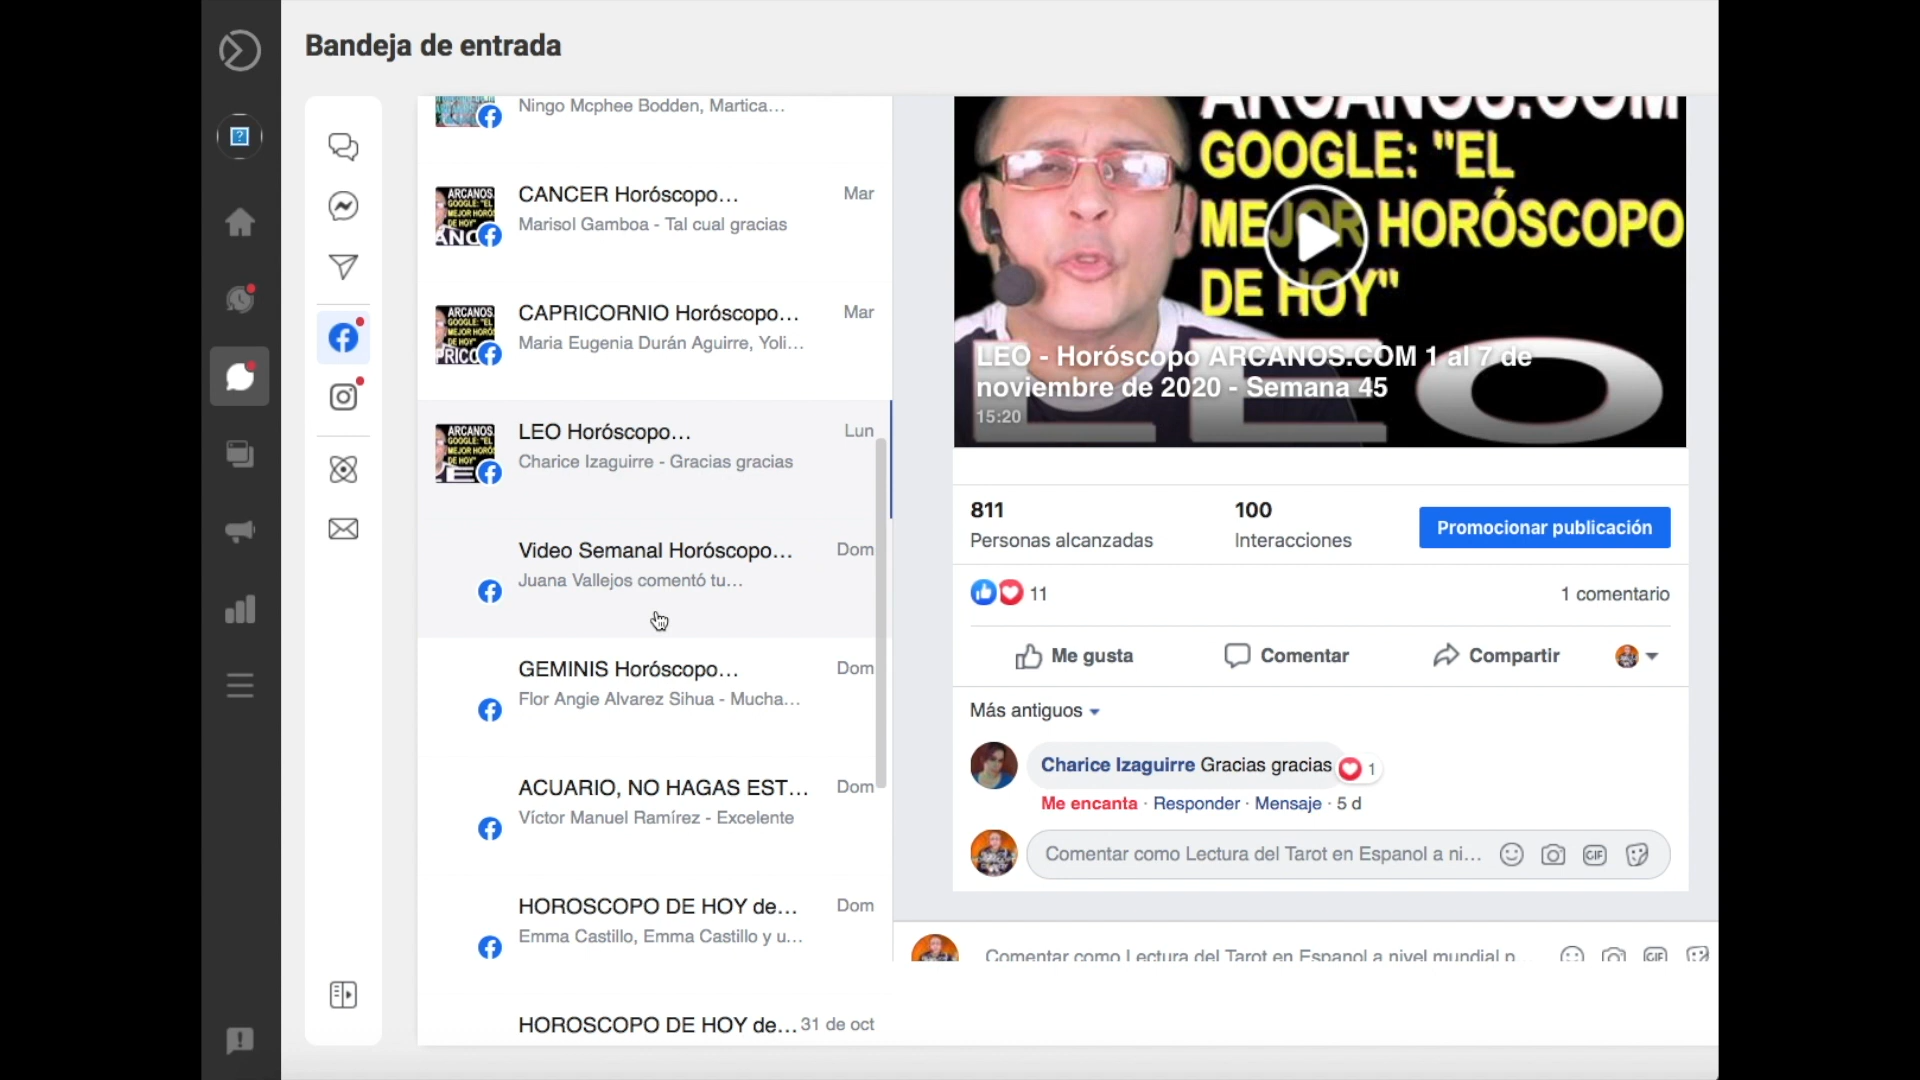 Bandeja de entrada
Ningo Mcphee Bodden, Martica...
CANCER Horóscopo...
Mar
Marisol Gamboa - Tal cual gracias
CAPRICORNIO Horóscopo...
Mar
Maria Eugenia Durán Aguirre, Yoli...
LEO Horóscopo...
Lun
Charice Izaguirre - Gracias gracias
Video Semanal Horóscopo...
Dom
Juana Vallejos comentó tu...
GEMINIS Horóscopo...
Dom
Flor Angie Alvarez Sihua - Mucha...
ACUARIO, NO HAGAS EST...
Dom
Víctor Manuel Ramírez - Excelente
HOROSCOPO DE HOY de...
Dom
Emma Castillo, Emma Castillo y u...
HOROSCOPO DE HOY de...
31 de oct
ARCANOS.COM
GOOGLE: "EL
MEJOR HORÓSCOPO
DE HOY"
LEO
LEO - Horóscopo ARCANOS.COM 1 al 7 de
noviembre de 2020 - Semana 45
15:20
811
Personas alcanzadas
100
Interacciones
Promocionar publicación
11
1 comentario
Me gusta
Comentar
Compartir
Más antiguos
Charice Izaguirre Gracias gracias
1
Me encanta · Responder · Mensaje · 5 d
Comentar como Lectura del Tarot en Espanol a ni...
GIF
Comentar como Lectura del Tarot en Espanol a nivel mundial p
GIF